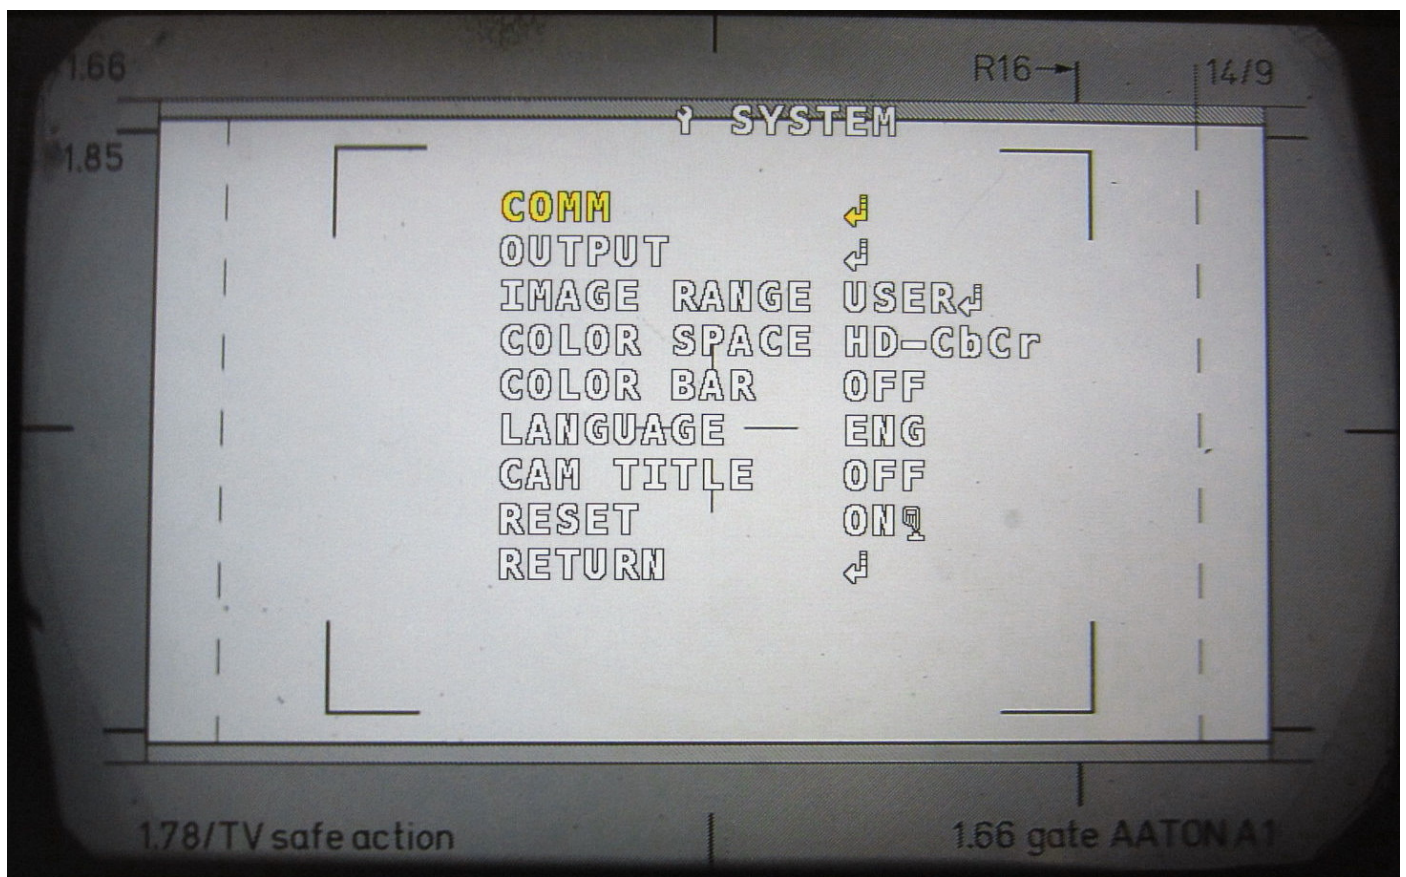 1.66
R16
14/9
SYSTEM
1.85
COMM
OUTPUT
IMAGE RANGE USER
COLOR SPACE HD-CbCr
COLOR BAR OFF
LANGUAGE ENG
CAM TITLE OFF
RESET ON
RETURN
1.78/TV safe action
1.66 gate AATON A1